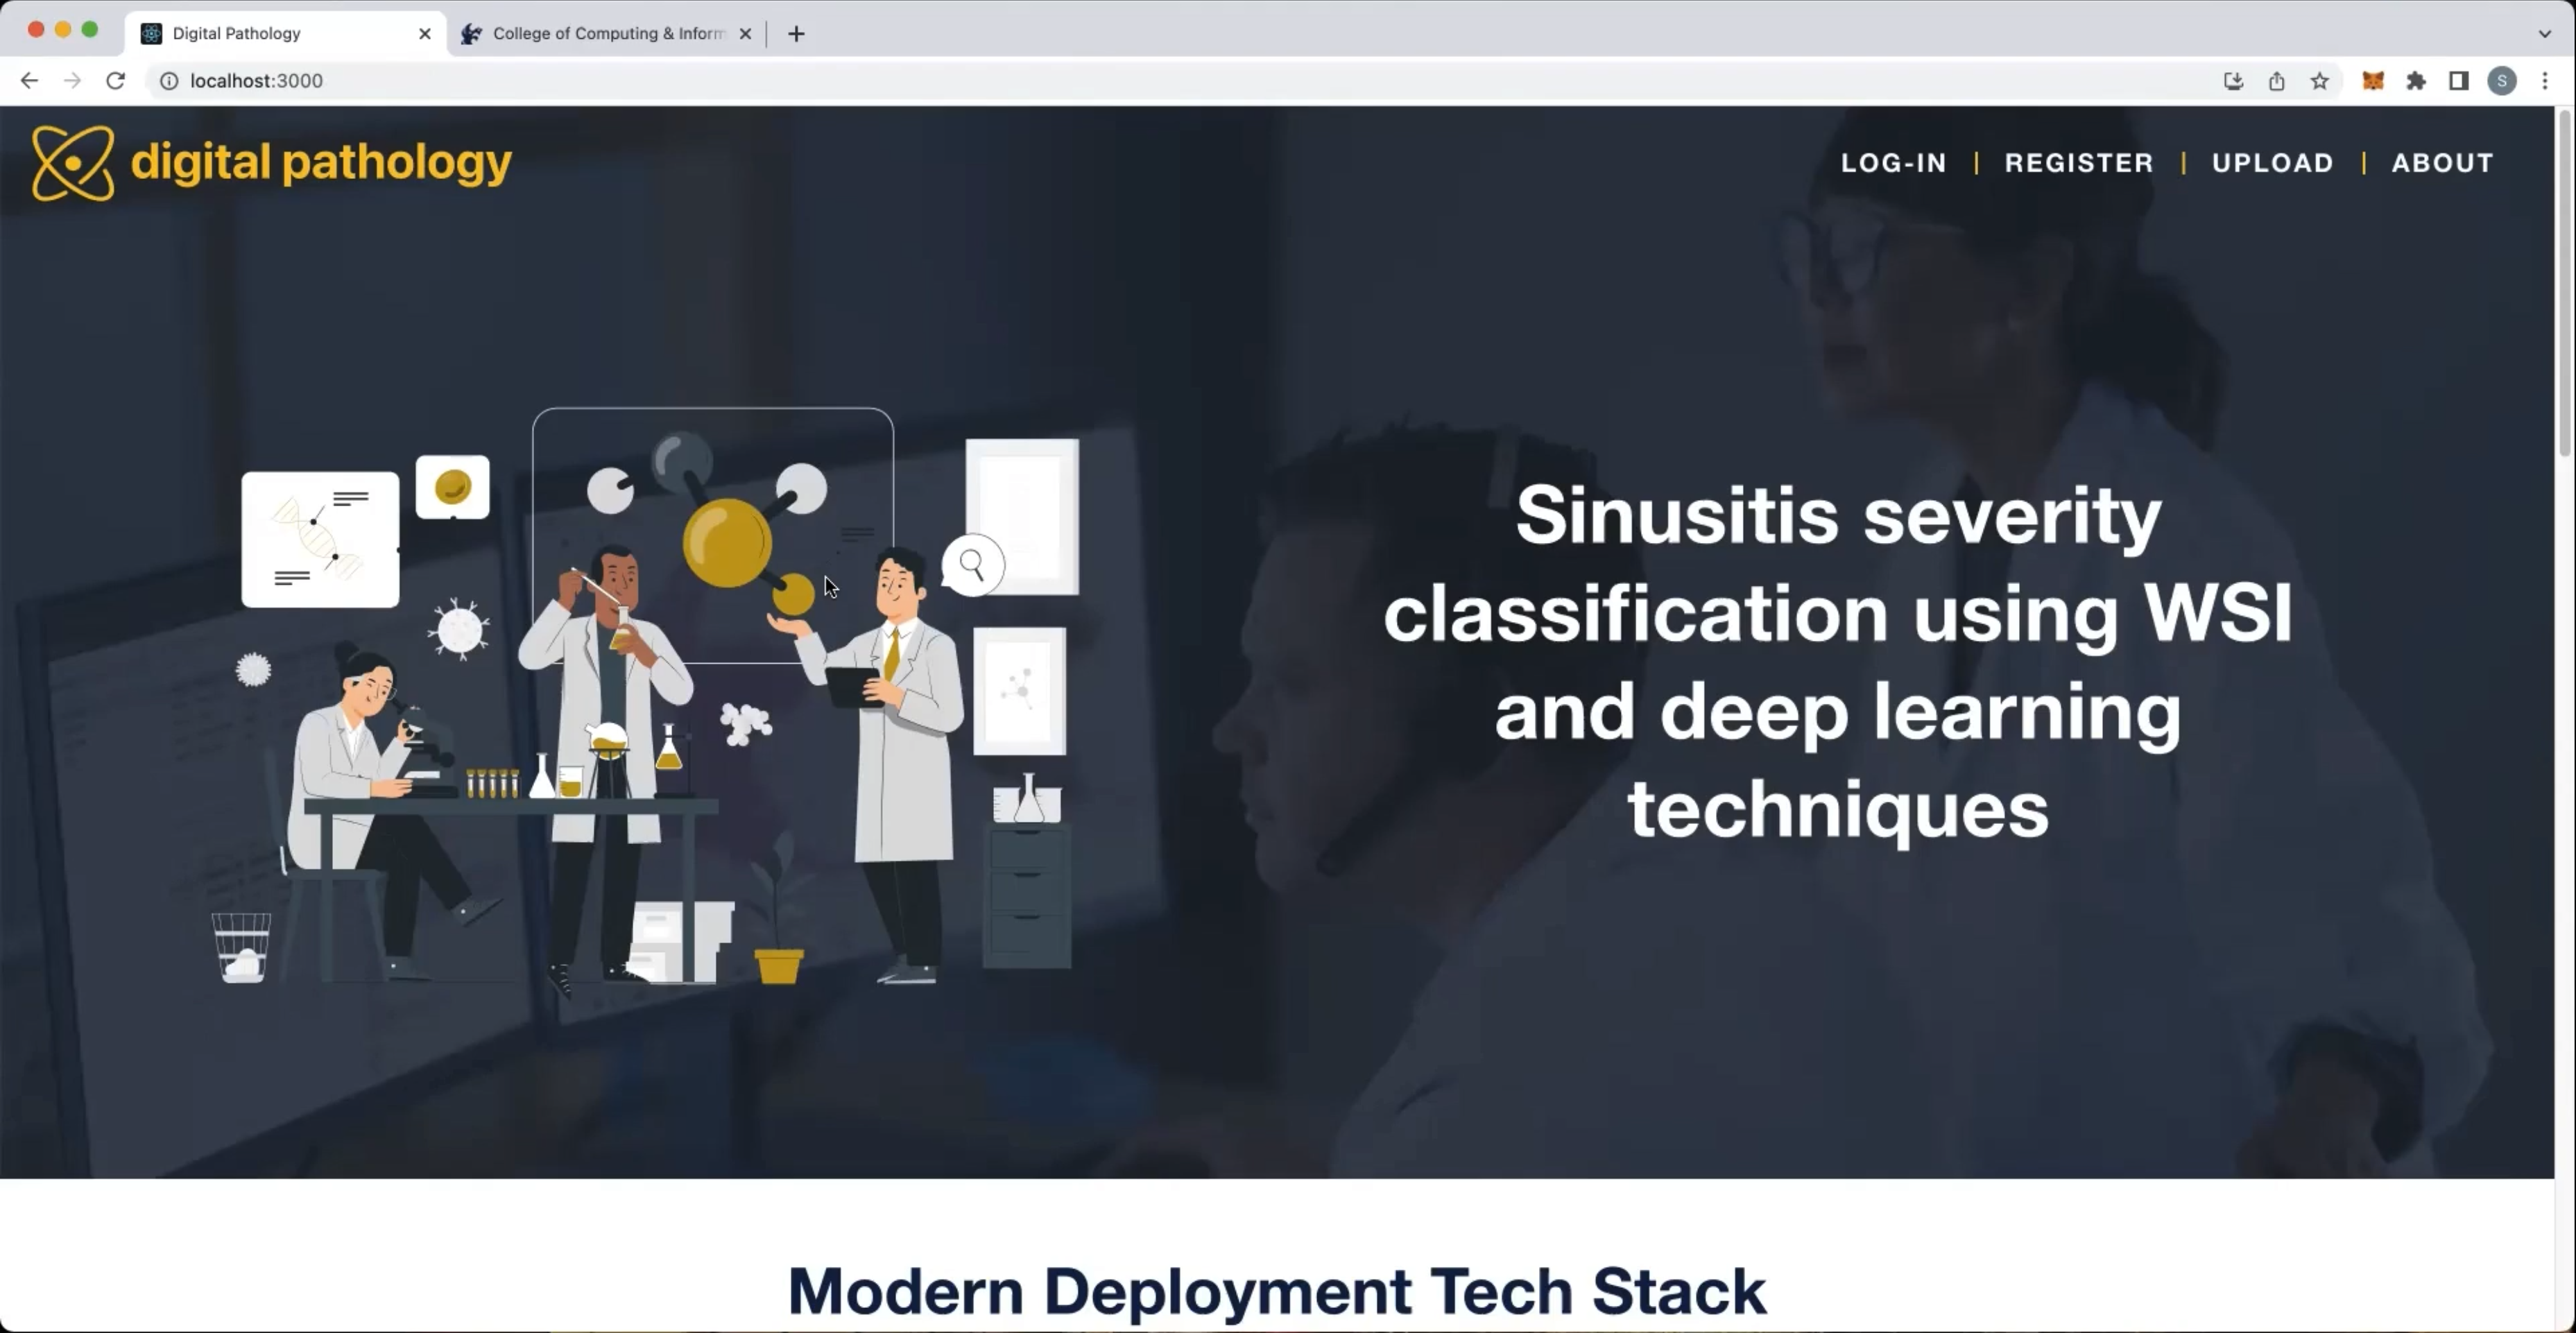 Digital Pathology
College of Computing & Inform
localhost:3000
S
digital pathology
LOG-IN | REGISTER | UPLOAD | ABOUT
Sinusitis severity
classification using WSI
and deep learning
techniques
Modern Deployment Tech Stack